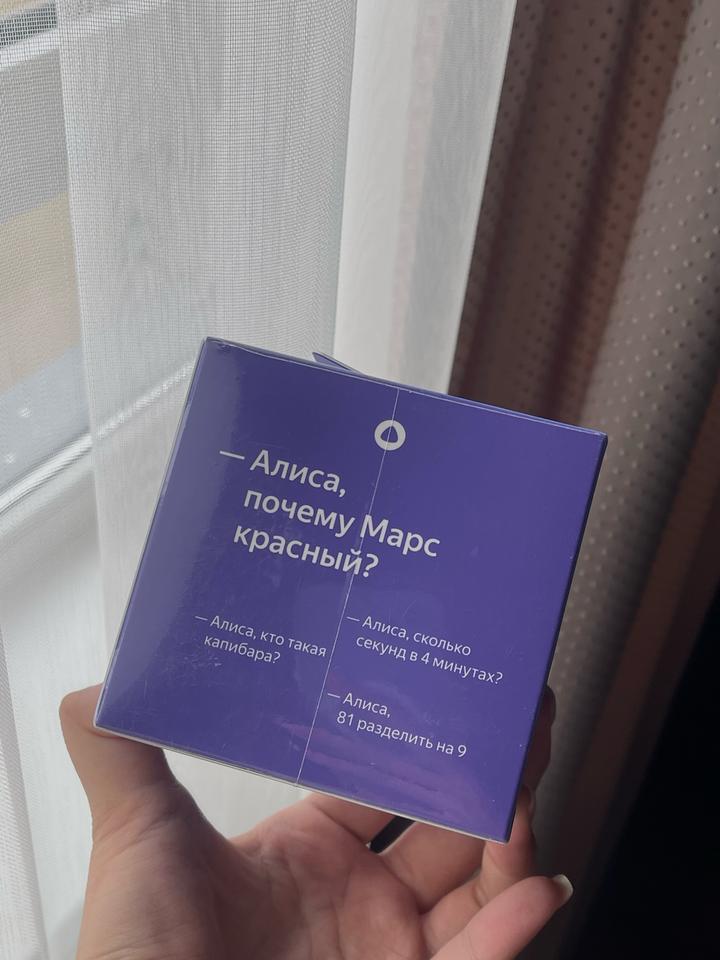 — Алиса,
почему Марс
красный?
— Алиса, кто такая
капибара?
— Алиса, сколько
секунд в 4 минутах?
— Алиса,
81 разделить на 9